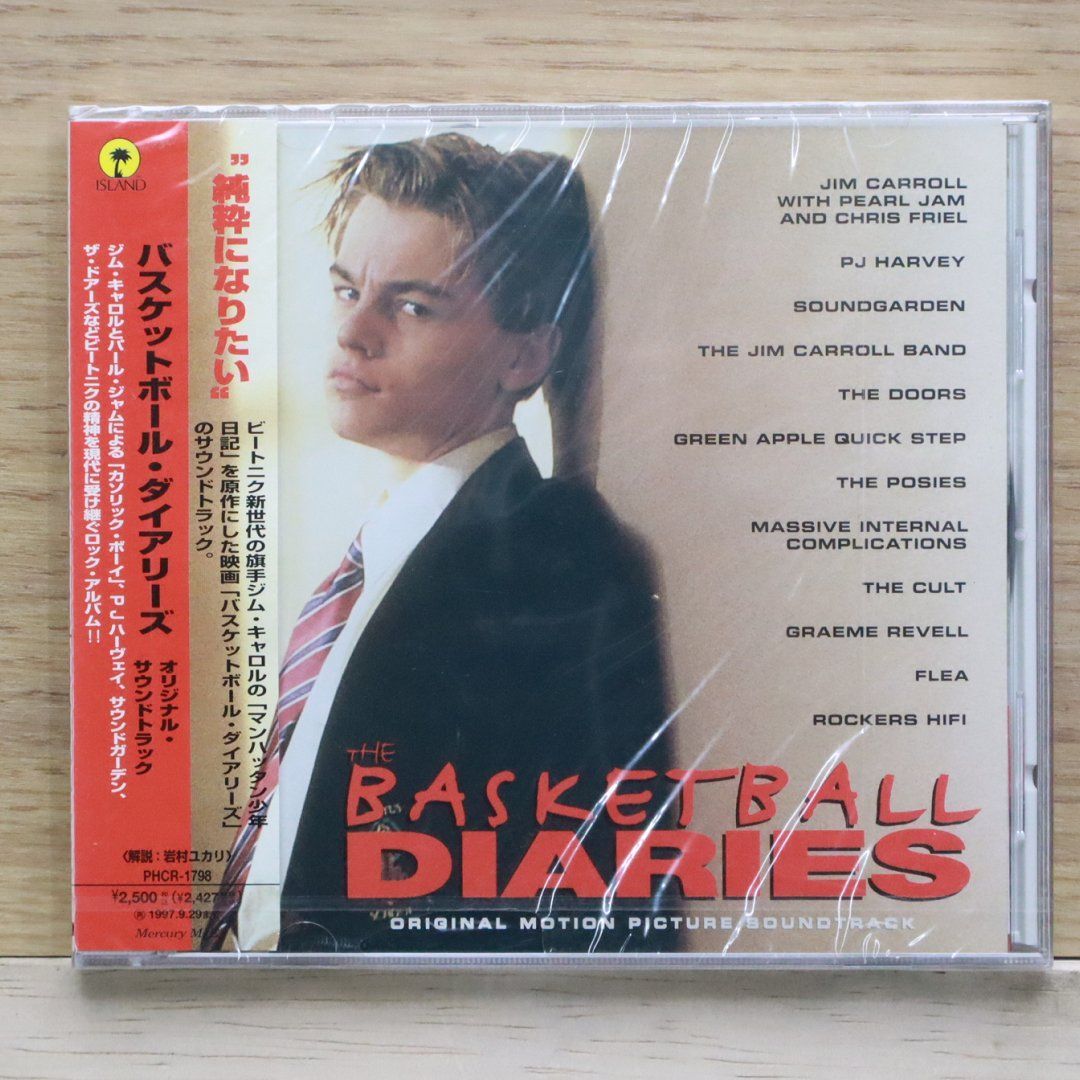 ISLAND
バスケットボール・ダイアリーズ
オリジナル・
サウンドトラック
ジム・キャロルとパール・ジャムによる「カソリック・ボーイ」、PJハーヴェイ、サウンドガーデン、
ザ・ドアーズなどビートニクの精神を現代に受け継ぐロック・アルバム!!
"純粋になりたい"
ビートニク新世代の旗手ジム・キャロルの「マンハッタン少年
日記」を原作にした映画「バスケットボール・ダイアリーズ」
のサウンドトラック。
〈解説:岩村ユカリ〉
PHCR-1798
¥2,500 (¥2,427
1997.9.29まで
Mercury
JIM CARROLL
WITH PEARL JAM
AND CHRIS FRIEL
PJ HARVEY
SOUNDGARDEN
THE JIM CARROLL BAND
THE DOORS
GREEN APPLE QUICK STEP
THE POSIES
MASSIVE INTERNAL
COMPLICATIONS
THE CULT
GRAEME REVELL
FLEA
ROCKERS HIFI
THE
BASKETBALL
DIARIES
ORIGINAL MOTION PICTURE SOUNDTRACK